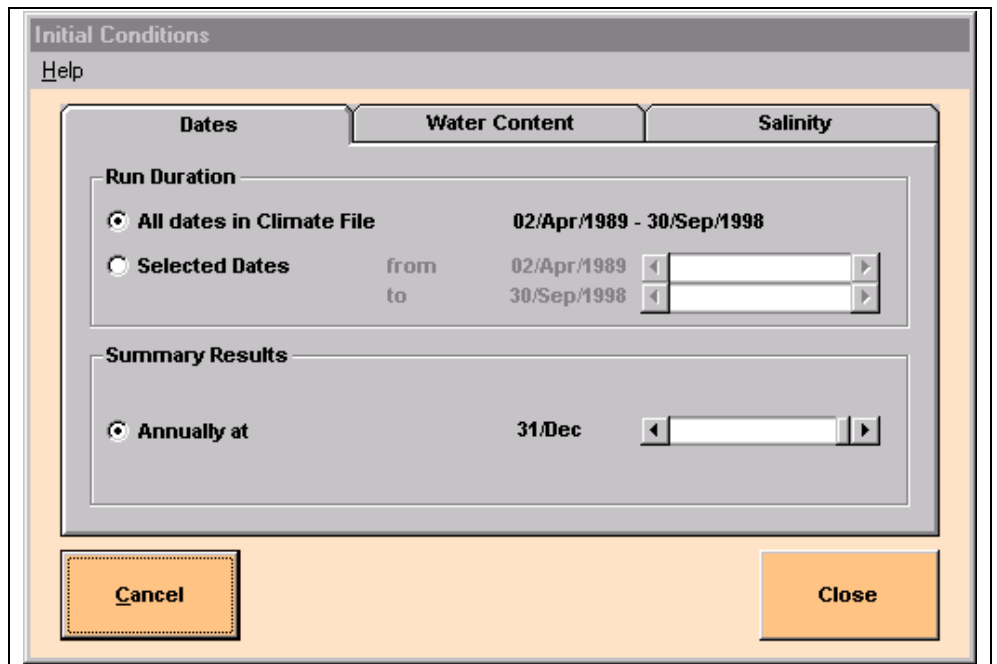 Initial Conditions
Help
Dates Water Content Salinity
Run Duration
All dates in Climate File 02/Apr/1989 - 30/Sep/1998
Selected Dates from 02/Apr/1989
to 30/Sep/1998
Summary Results
Annually at 31/Dec
Cancel Close